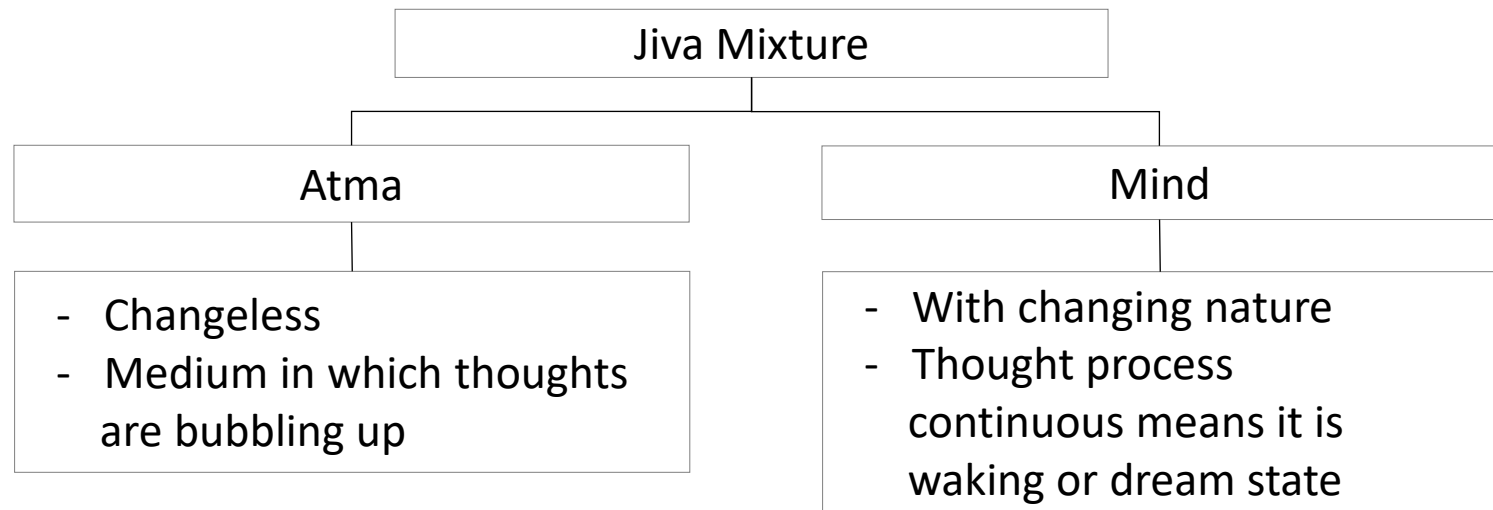 Jiva Mixture
Atma
Mind
- Changeless
- Medium in which thoughts
are bubbling up
- With changing nature
- Thought process
continuous means it is
waking or dream state